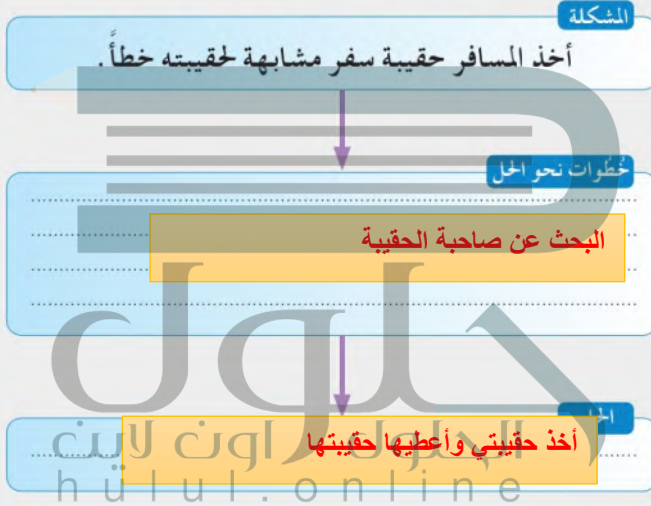 المشكلة
أخذ المسافر حقيبة سفر مشابهة لحقيبته خطأً.
خُطُوات نحو الحل
البحث عن صاحبة الحقيبة
حلول
الحل
أخذ حقيبتي وأعطيها حقيبتها
الحلول اون لاين
hulul.online